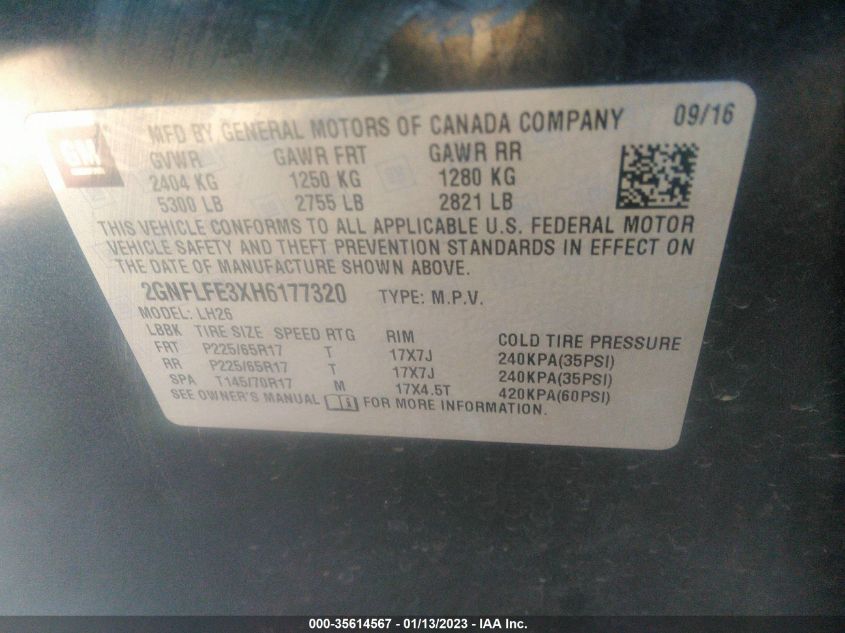 GM
MFD BY GENERAL MOTORS OF CANADA COMPANY 09/16
GVWR GAWR FRT GAWR RR
2404 KG 1250 KG 1280 KG
5300 LB 2755 LB 2821 LB
THIS VEHICLE CONFORMS TO ALL APPLICABLE U.S. FEDERAL MOTOR
VEHICLE SAFETY AND THEFT PREVENTION STANDARDS IN EFFECT ON
THE DATE OF MANUFACTURE SHOWN ABOVE.
2GNFLFE3XH6177320 TYPE: M.P.V.
MODEL: LH26
LBBK TIRE SIZE SPEED RTG RIM COLD TIRE PRESSURE
FRT P225/65R17 T 17X7J 240KPA(35PSI)
RR P225/65R17 T 17X7J 240KPA(35PSI)
SPA T145/70R17 M 17X4.5T 420KPA(60PSI)
SEE OWNER'S MANUAL FOR MORE INFORMATION.
000-35614567 - 01/13/2023 - IAA Inc.